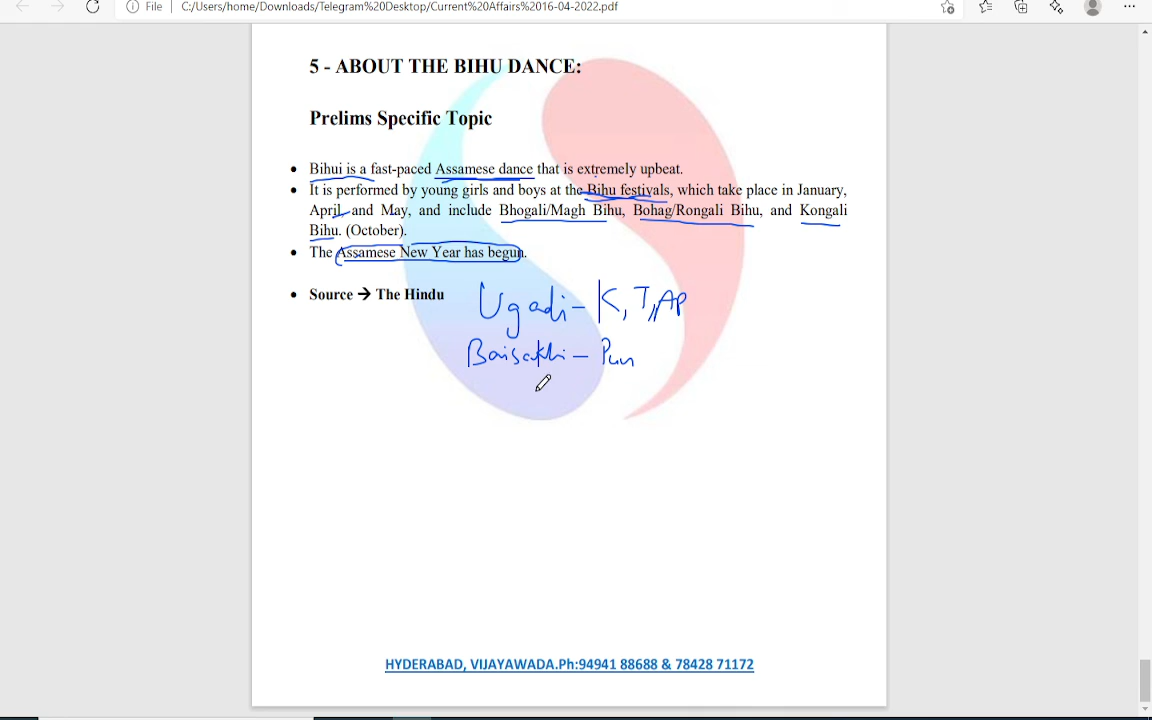 File | C:/Users/home/Downloads/Telegram%20Desktop/Current%20Affairs%2016-04-2022.pdf
5 - ABOUT THE BIHU DANCE:
Prelims Specific Topic
• Bihui is a fast-paced Assamese dance that is extremely upbeat.
• It is performed by young girls and boys at the Bihu festivals, which take place in January,
April, and May, and include Bhogali/Magh Bihu, Bohag/Rongali Bihu, and Kongali
Bihu. (October).
• The Assamese New Year has begun.
• Source → The Hindu
Ugadi - K, T, AP
Baisakhi - Pun
HYDERABAD, VIJAYAWADA.Ph:94941 88688 & 78428 71172